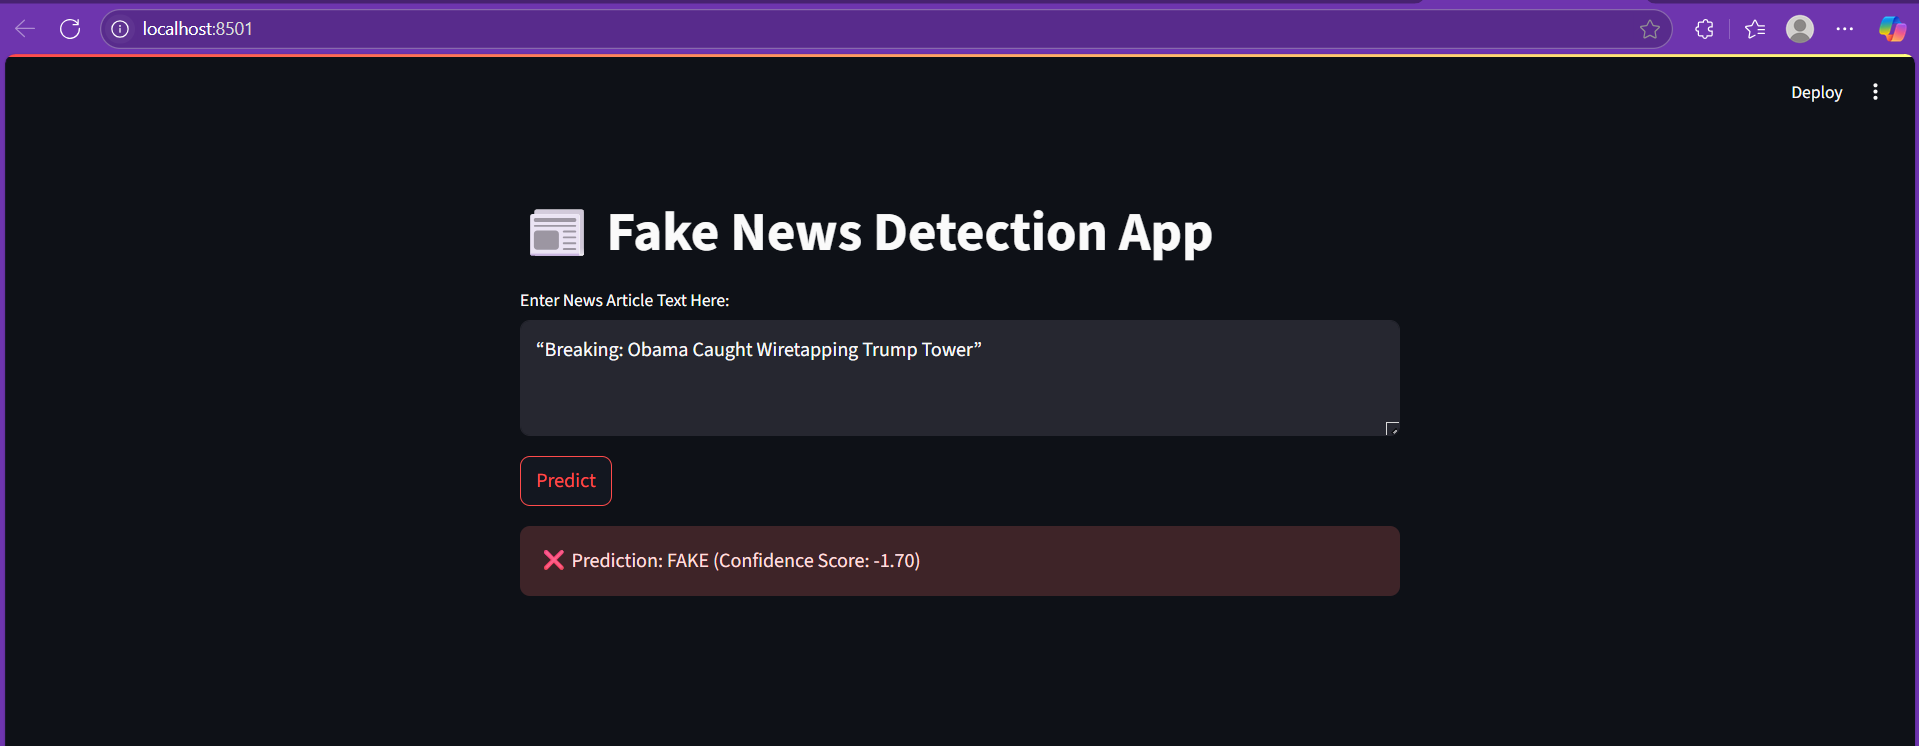 localhost:8501
Deploy
Fake News Detection App
Enter News Article Text Here:
“Breaking: Obama Caught Wiretapping Trump Tower”
Predict
Prediction: FAKE (Confidence Score: -1.70)